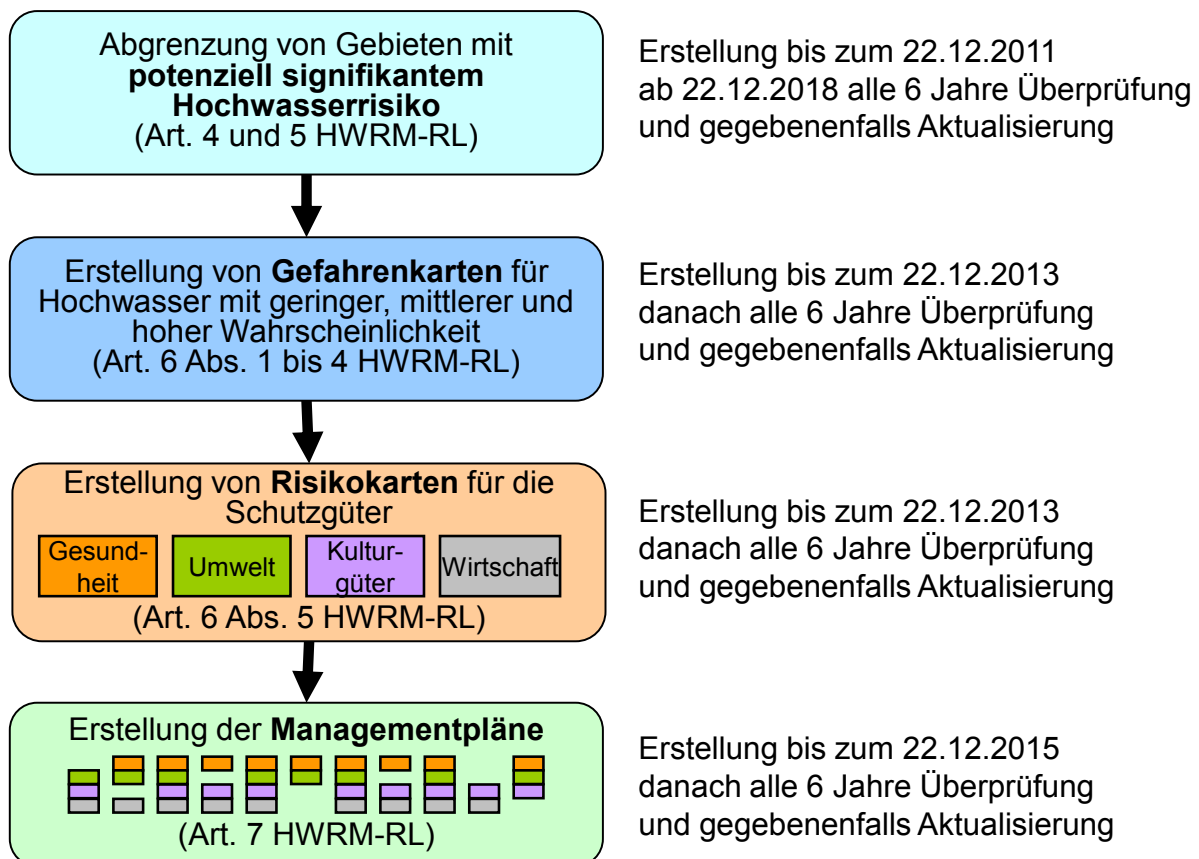 Abgrenzung von Gebieten mit
potenziell signifikantem
Hochwasserrisiko
(Art. 4 und 5 HWRM-RL)
Erstellung bis zum 22.12.2011
ab 22.12.2018 alle 6 Jahre Überprüfung
und gegebenenfalls Aktualisierung
Erstellung von Gefahrenkarten für
Hochwasser mit geringer, mittlerer und
hoher Wahrscheinlichkeit
(Art. 6 Abs. 1 bis 4 HWRM-RL)
Erstellung bis zum 22.12.2013
danach alle 6 Jahre Überprüfung
und gegebenenfalls Aktualisierung
Erstellung von Risikokarten für die
Schutzgüter
Gesund-
heit
Umwelt
Kultur-
güter
Wirtschaft
(Art. 6 Abs. 5 HWRM-RL)
Erstellung bis zum 22.12.2013
danach alle 6 Jahre Überprüfung
und gegebenenfalls Aktualisierung
Erstellung der Managementpläne
(Art. 7 HWRM-RL)
Erstellung bis zum 22.12.2015
danach alle 6 Jahre Überprüfung
und gegebenenfalls Aktualisierung